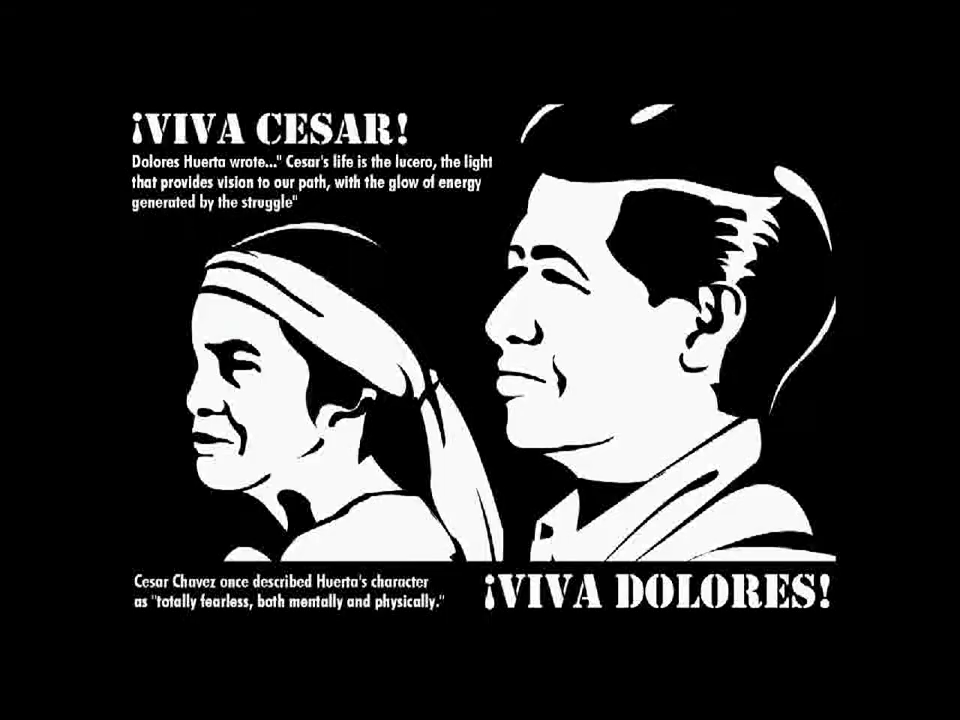 ¡VIVA CESAR!
Dolores Huerta wrote..." Cesar's life is the lucero, the light
that provides vision to our path, with the glow of energy
generated by the struggle"
Cesar Chavez once described Huerta's character
as "totally fearless, both mentally and physically."
¡VIVA DOLORES!